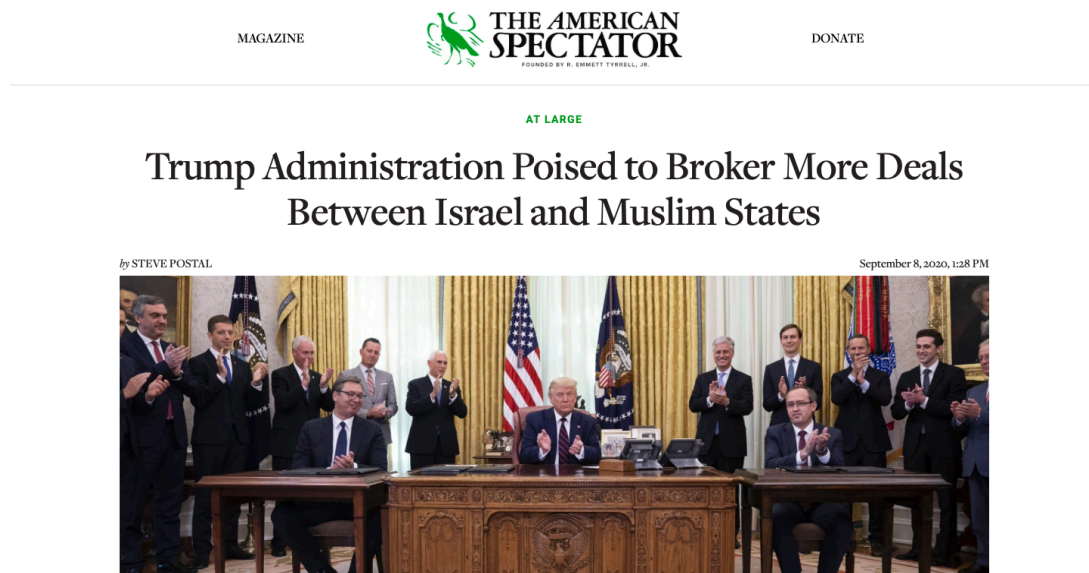 MAGAZINE
THE AMERICAN
SPECTATOR
FOUNDED BY R. EMMETT TYRRELL, JR.
DONATE
AT LARGE
Trump Administration Poised to Broker More Deals
Between Israel and Muslim States
by STEVE POSTAL
September 8, 2020, 1:28 PM